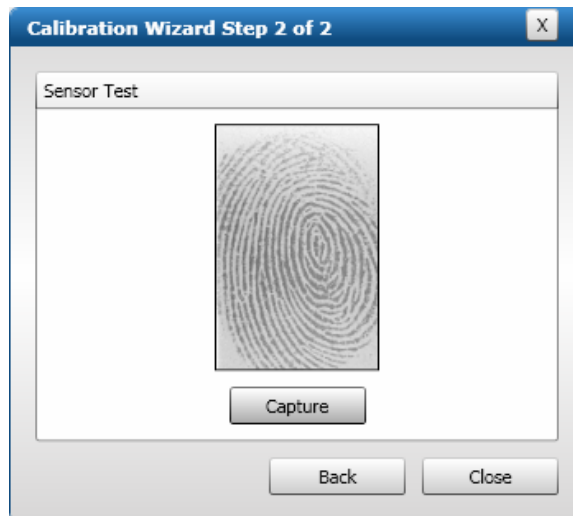 Calibration Wizard Step 2 of 2
X
Sensor Test
Capture
Back
Close